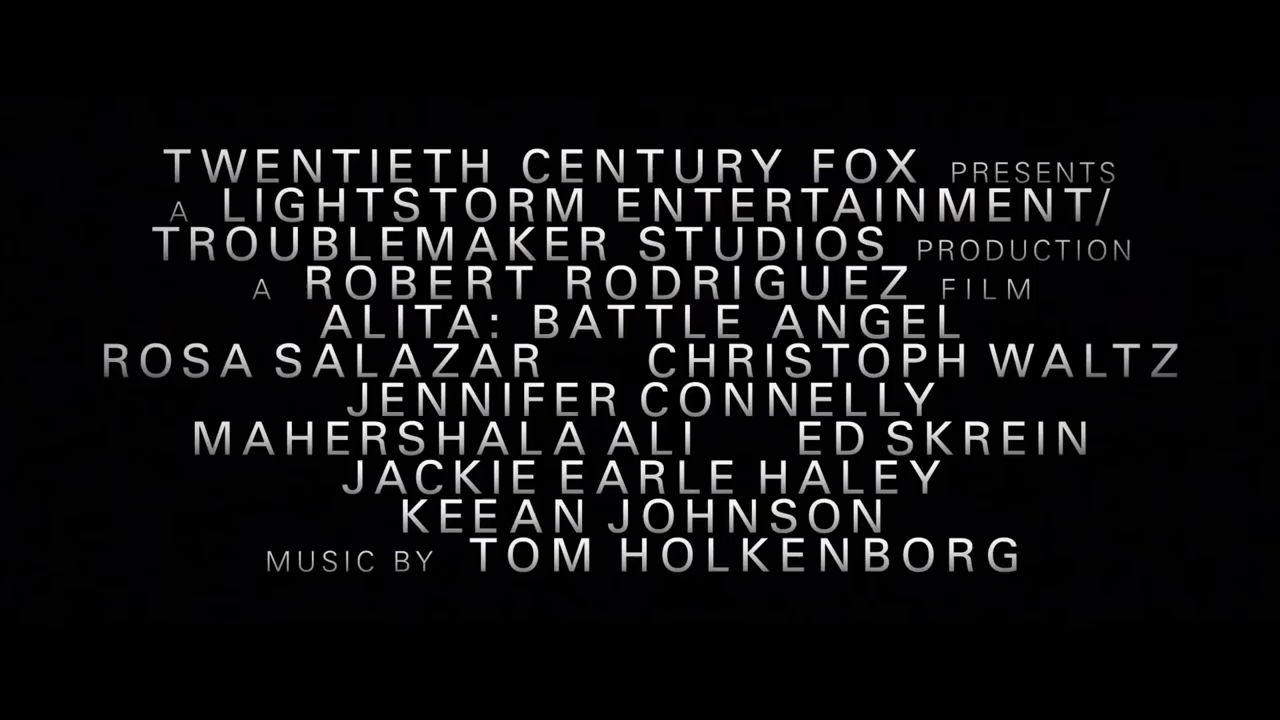 TWENTIETH CENTURY FOX PRESENTS
A LIGHTSTORM ENTERTAINMENT/
TROUBLEMAKER STUDIOS PRODUCTION
A ROBERT RODRIGUEZ FILM
ALITA: BATTLE ANGEL
ROSA SALAZAR CHRISTOPH WALTZ
JENNIFER CONNELLY
MAHERSHALA ALI ED SKREIN
JACKIE EARLE HALEY
KEEAN JOHNSON
MUSIC BY TOM HOLKENBORG